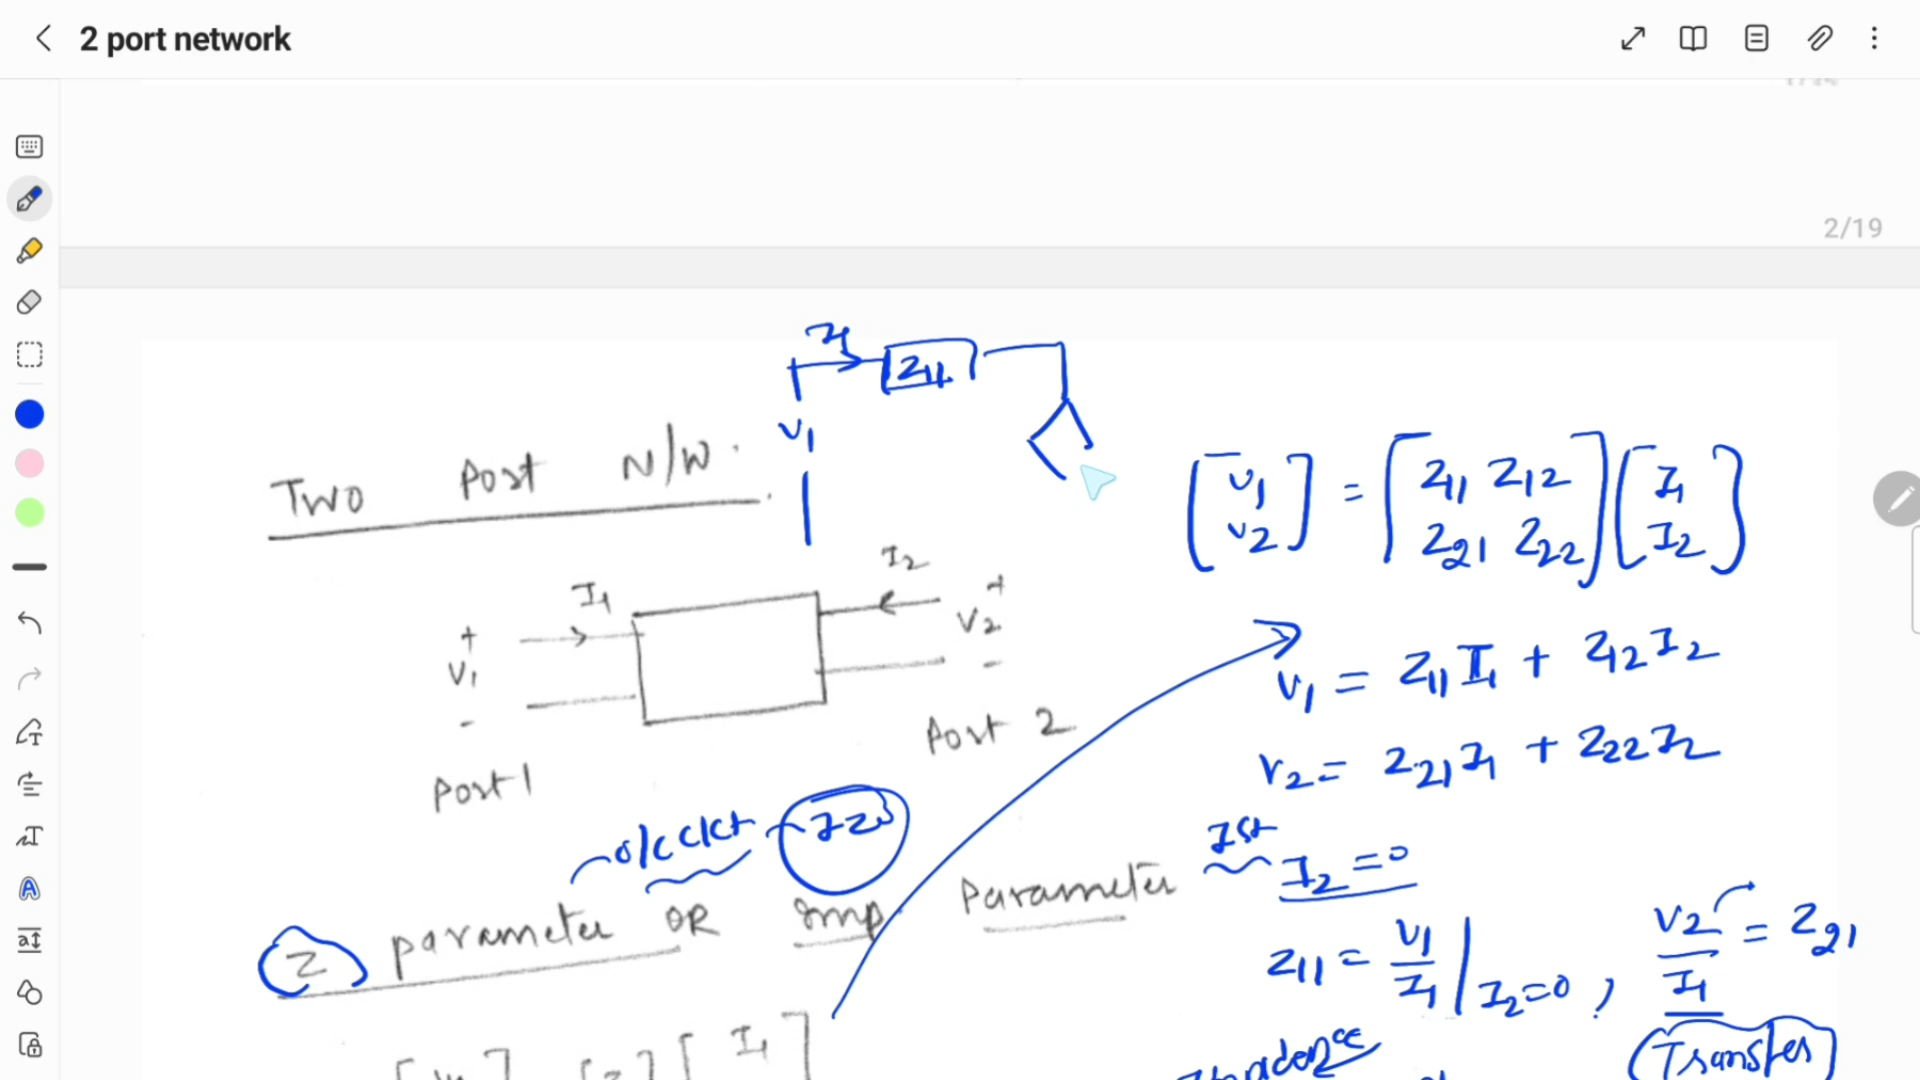 2 port network
2/19
I1
Z11
V1
Two Port N/W.
[V1 V2] = [Z11 Z12 Z21 Z22] [I1 I2]
I1
I2
+
V1
-
+
V2
-
V1 = Z11 I1 + Z12 I2
Port 1
Port 2
V2 = Z21 I1 + Z22 I2
o/c ckt
Ist
I2 = 0
Z parameter OR Imp Parameter
Z11 = V1/I1 | I2=0 , V2/I1 = Z21
I1
(Transfer)